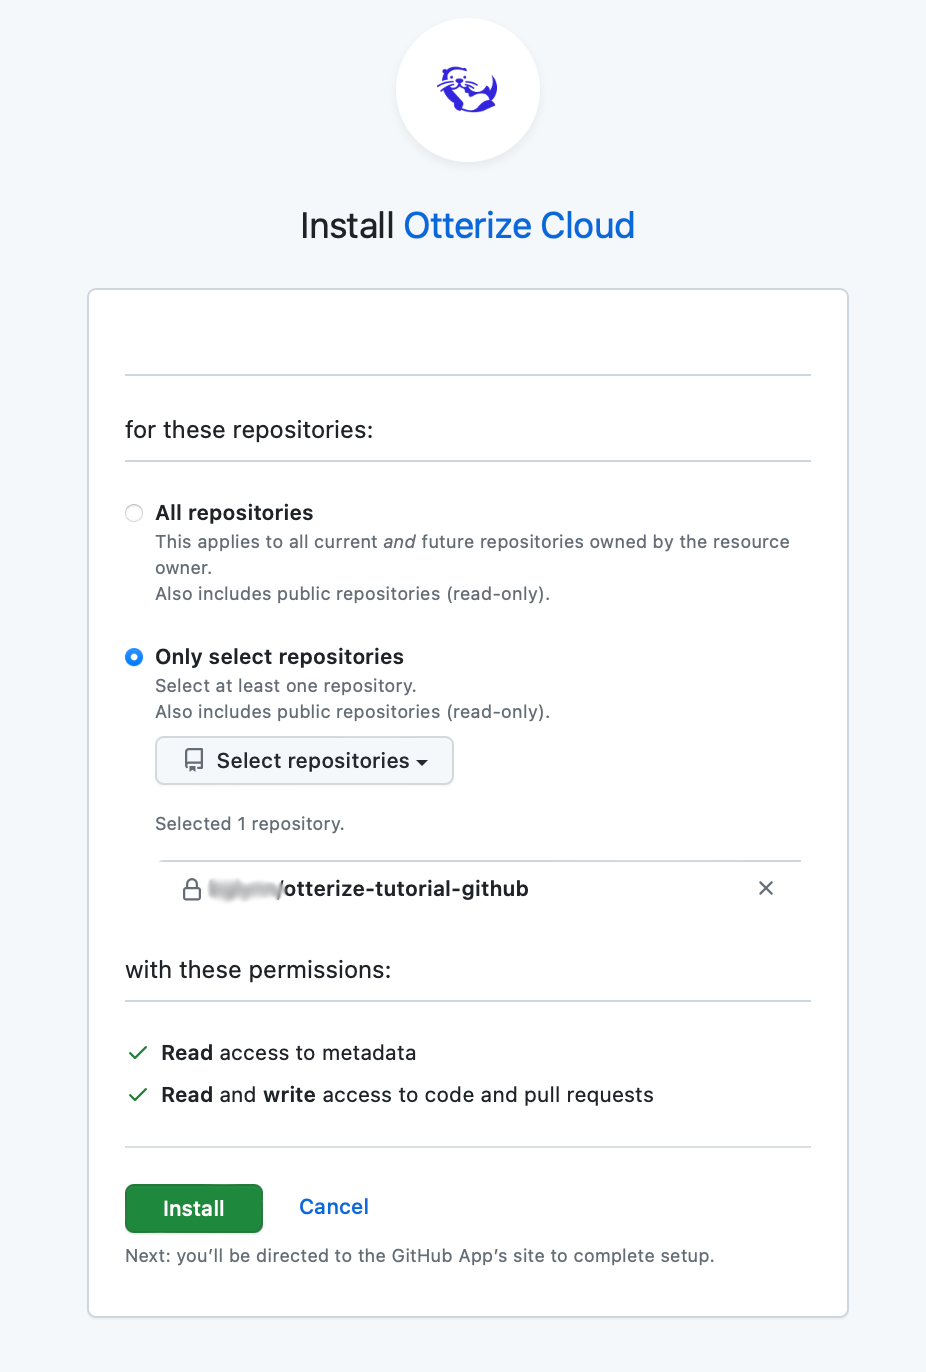 Install Otterize Cloud
for these repositories:
All repositories
This applies to all current and future repositories owned by the resource
owner.
Also includes public repositories (read-only).
Only select repositories
Select at least one repository.
Also includes public repositories (read-only).
Select repositories
Selected 1 repository.
/otterize-tutorial-github
with these permissions:
Read access to metadata
Read and write access to code and pull requests
Install Cancel
Next: you’ll be directed to the GitHub App’s site to complete setup.